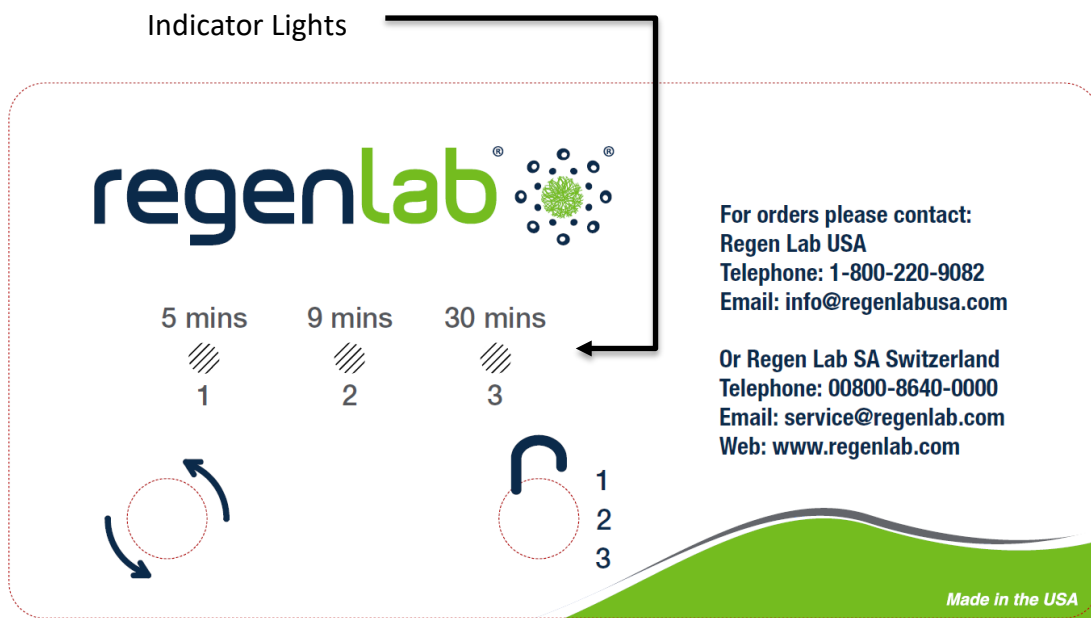 Indicator Lights
regenlab® ®
5 mins 9 mins 30 mins
1 2 3
1
2
3
For orders please contact:
Regen Lab USA
Telephone: 1-800-220-9082
Email: info@regenlabusa.com
Or Regen Lab SA Switzerland
Telephone: 00800-8640-0000
Email: service@regenlab.com
Web: www.regenlab.com
Made in the USA